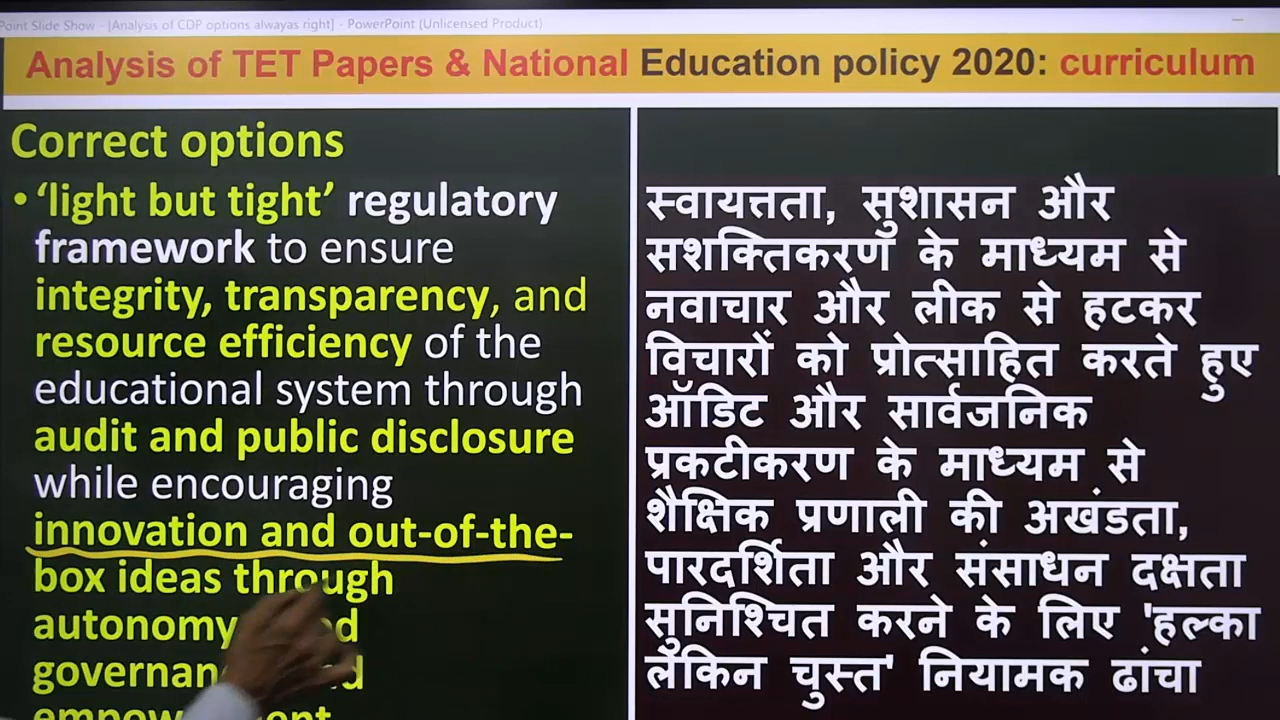 Point Slide Show - [Analysis of CDP options alwayas right] - PowerPoint (Unlicensed Product)
Analysis of TET Papers & National Education policy 2020: curriculum
Correct options
• ‘light but tight’ regulatory
framework to ensure
integrity, transparency, and
resource efficiency of the
educational system through
audit and public disclosure
while encouraging
innovation and out-of-the-
box ideas through
autonomy
स्वायत्तता, सुशासन और
सशक्तिकरण के माध्यम से
नवाचार और लीक से हटकर
विचारों को प्रोत्साहित करते हुए
ऑडिट और सार्वजनिक
प्रकटीकरण के माध्यम से
शैक्षिक प्रणाली की अखंडता,
पारदर्शिता और संसाधन दक्षता
सुनिश्चित करने के लिए 'हल्का
लेकिन चुस्त' नियामक ढांचा